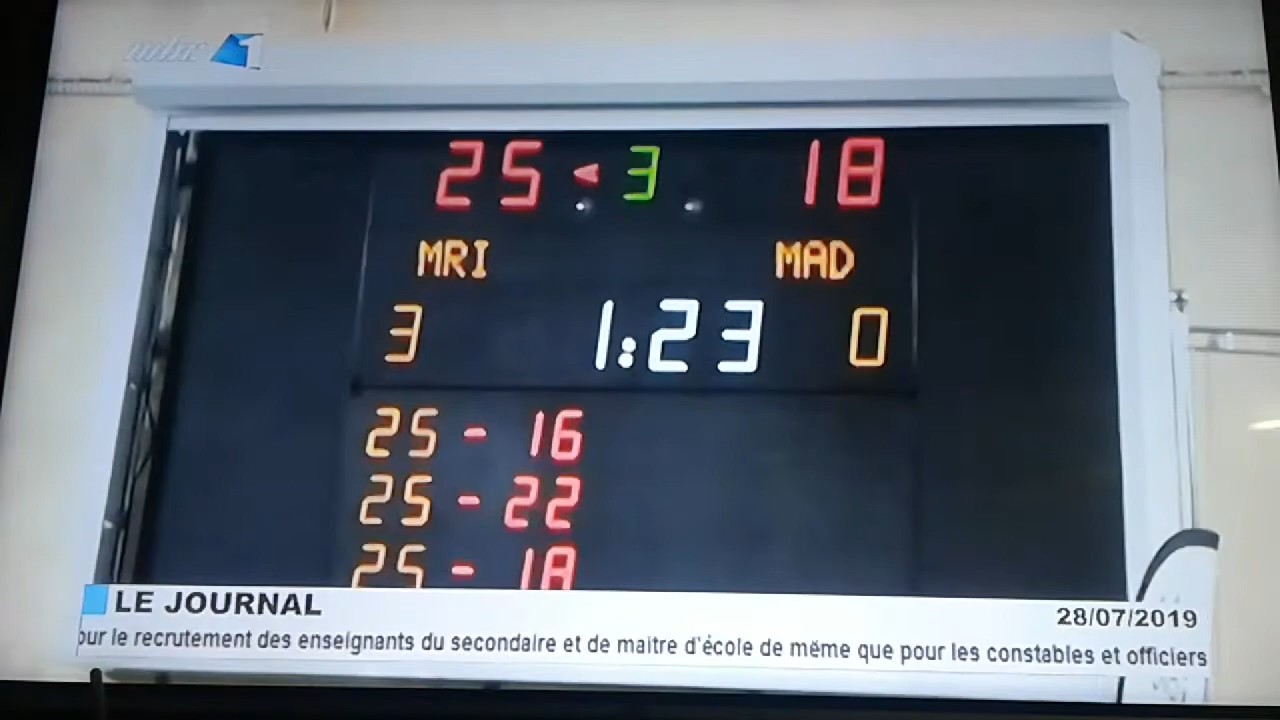 mbc 1
25 3 18
MRI MAD
3 1:23 0
25 - 16
25 - 22
25 - 18
LE JOURNAL
28/07/2019
our le recrutement des enseignants du secondaire et de maitre d'école de même que pour les constables et officiers